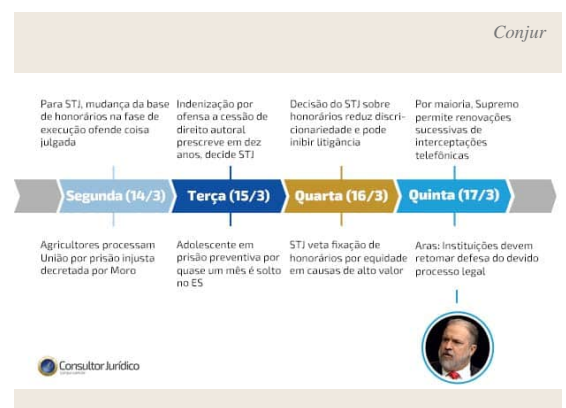 Conjur
Para STJ, mudança da base
de honorários na fase de
execução ofende coisa
julgada
Indenização por
ofensa a cessão de
direito autoral
prescreve em dez
anos, decide STJ
Decisão do STJ sobre
honorários reduz discri-
cionariedade e pode
inibir litigância
Por maioria, Supremo
permite renovações
sucessivas de
interceptações
telefônicas
Segunda (14/3)
Terça (15/3)
Quarta (16/3)
Quinta (17/3)
Agricultores processam
União por prisão injusta
decretada por Moro
Adolescente em
prisão preventiva por
quase um mês é solto
no ES
STJ veta fixação de
honorários por equidade
em causas de alto valor
Aras: Instituições devem
retomar defesa do devido
processo legal
Consultor Jurídico